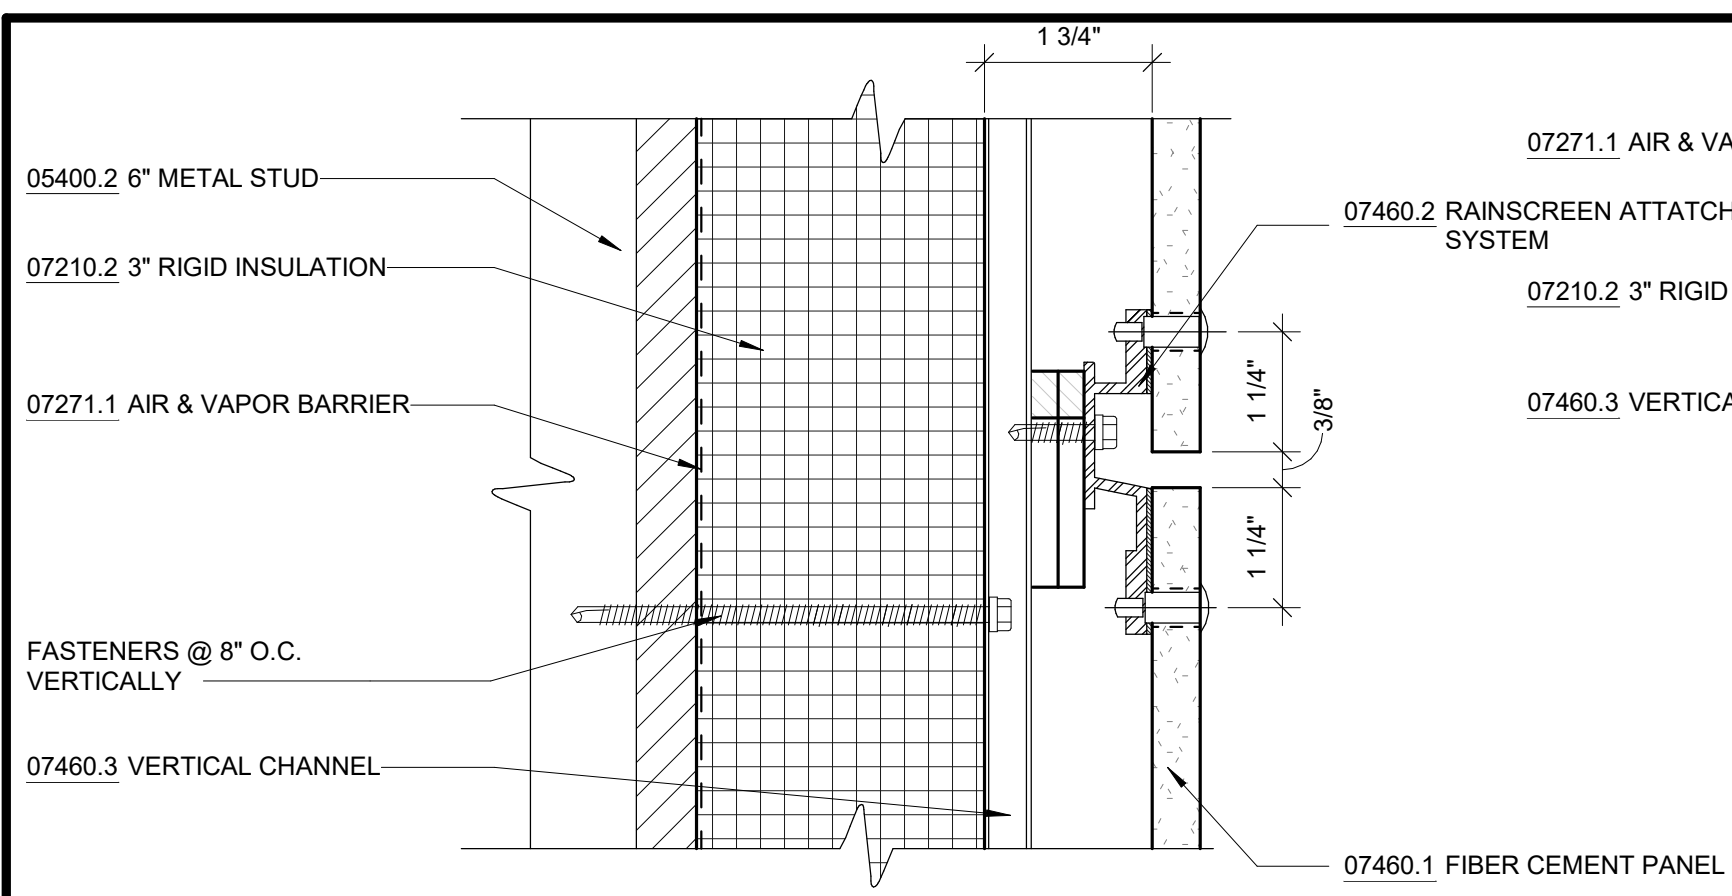 1 3/4"
05400.2 6" METAL STUD
07210.2 3" RIGID INSULATION
07271.1 AIR & VAPOR BARRIER
FASTENERS @ 8" O.C.
VERTICALLY
07460.3 VERTICAL CHANNEL
1 1/4"
3/8"
1 1/4"
07271.1 AIR & VA
07460.2 RAINSCREEN ATTATCH
SYSTEM
07210.2 3" RIGID
07460.3 VERTICA
07460.1 FIBER CEMENT PANEL